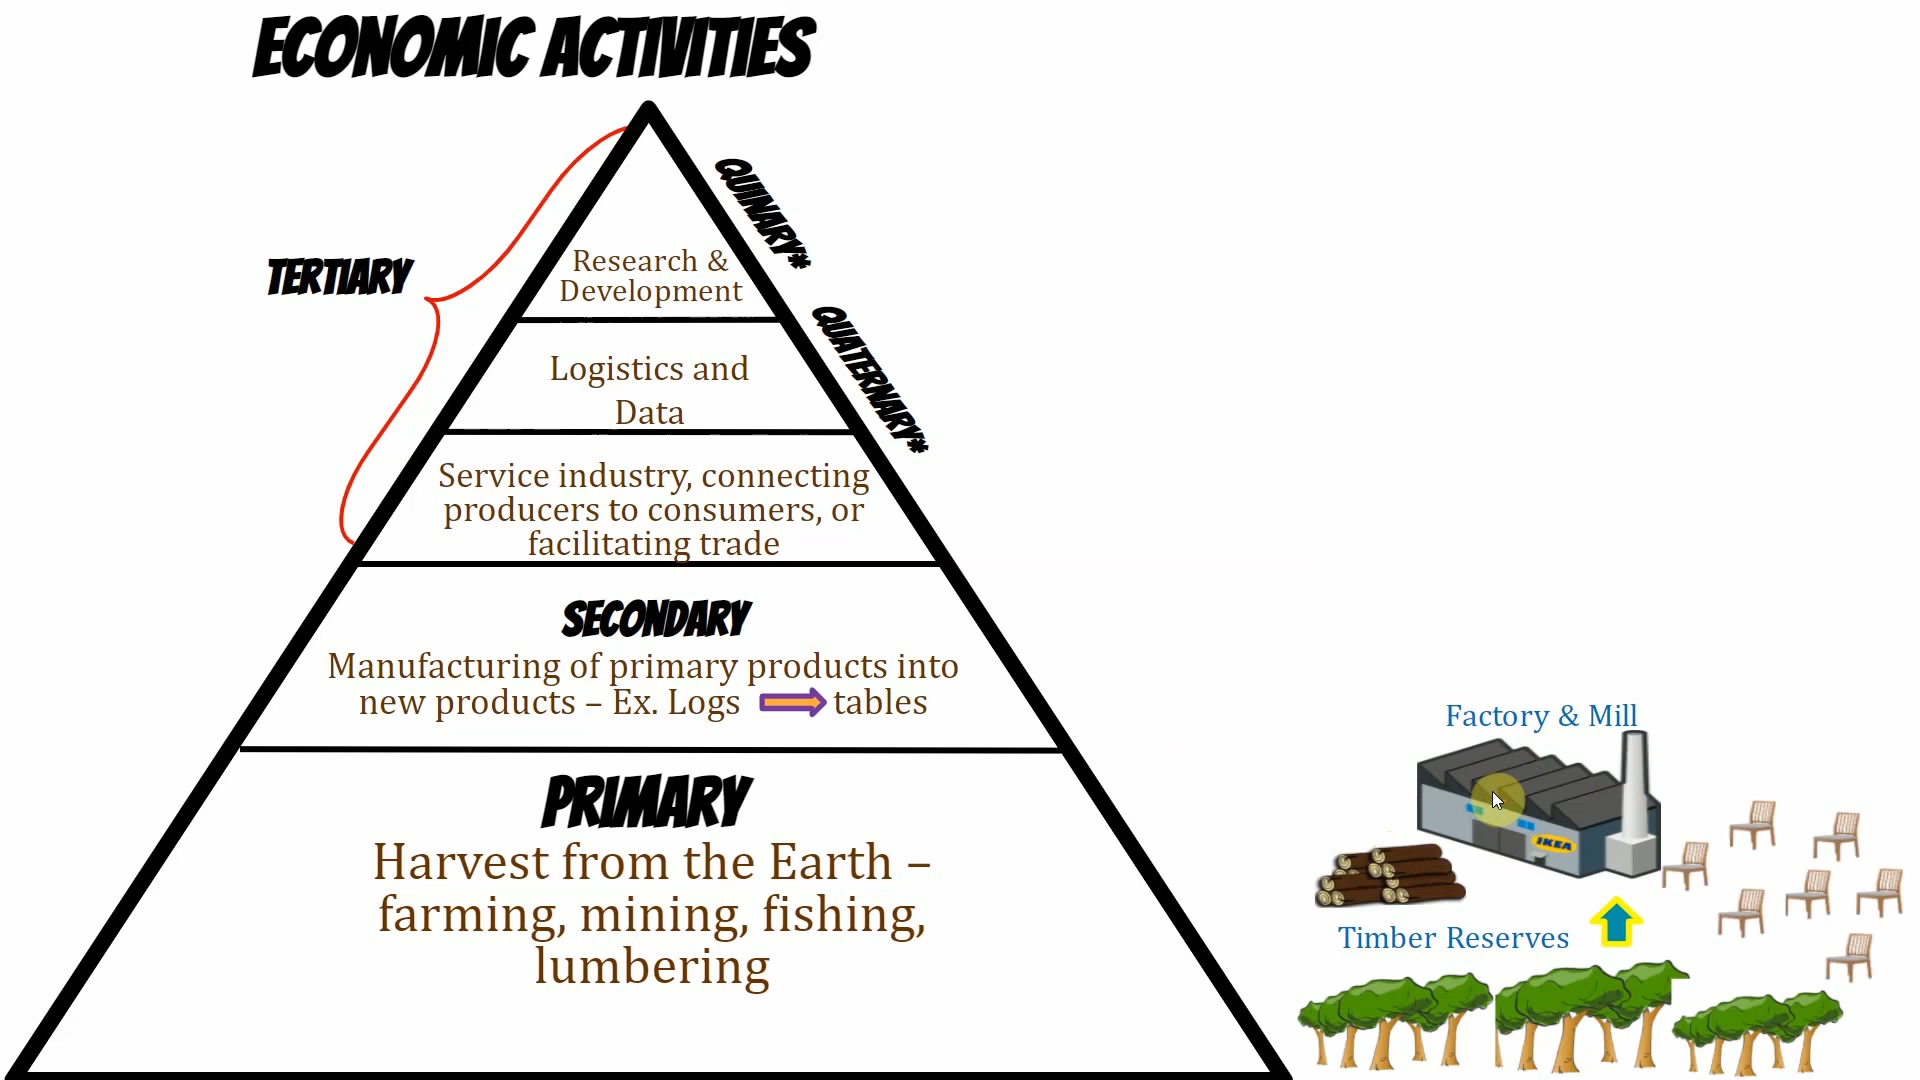 ECONOMIC ACTIVITIES
QUINARY*
TERTIARY
Research &
Development
QUATERNARY*
Logistics and
Data
Service industry, connecting
producers to consumers, or
facilitating trade
SECONDARY
Manufacturing of primary products into
new products – Ex. Logs tables
PRIMARY
Harvest from the Earth –
farming, mining, fishing,
lumbering
Factory & Mill
IKEA
Timber Reserves